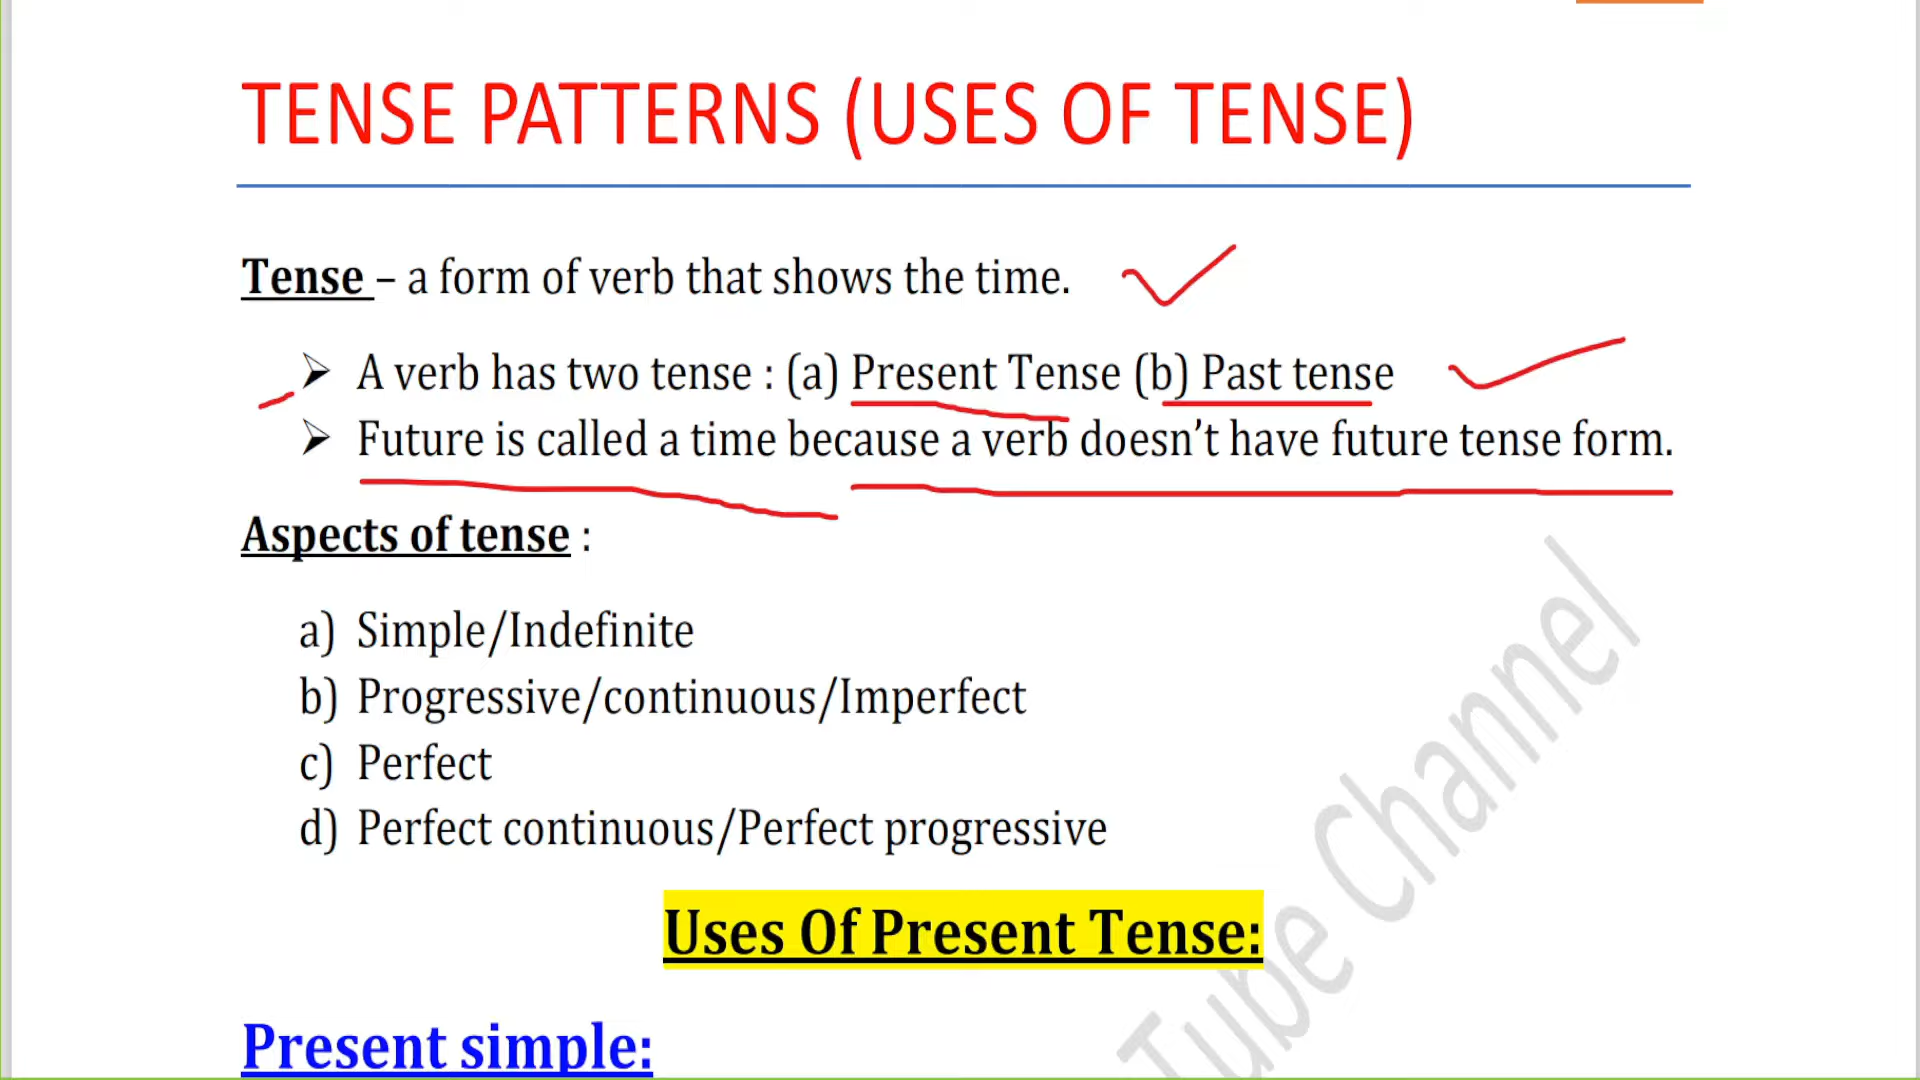 TENSE PATTERNS (USES OF TENSE)
Tense – a form of verb that shows the time.
➢ A verb has two tense : (a) Present Tense (b) Past tense
➢ Future is called a time because a verb doesn’t have future tense form.
Aspects of tense :
a) Simple/Indefinite
b) Progressive/continuous/Imperfect
c) Perfect
d) Perfect continuous/Perfect progressive
Uses Of Present Tense:
Present simple:
Tube Channel